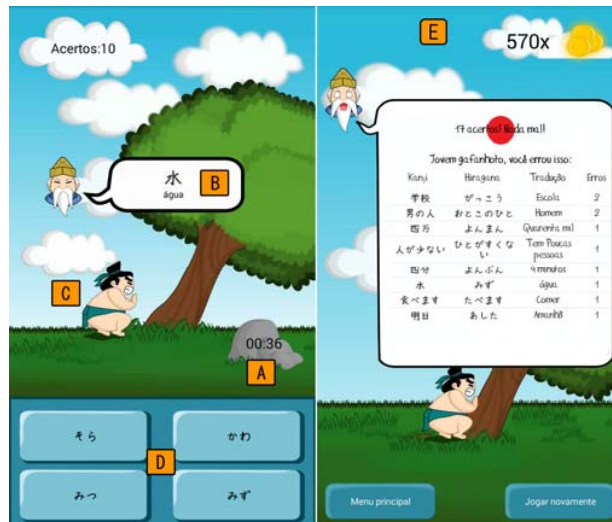 Acertos:10
水
água
B
C
00:36
A
そら
かわ
D
みつ
みず
E
570x
17 acertos! Nada mal!
Jovem gafanhoto, você errou isso:
Kanji Hiragana Tradução Erros
学校 がっこう Escola 2
男の人 おとこのひと Homem 2
四万 よんまん Quarenta mil 1
人が少ない ひとがすくな
い Tem Poucas
pessoas 1
四分 よんぷん 4 minutos 1
水 みず água 1
食べます たべます Comer 1
明日 あした Amanhã 1
Menu principal
Jogar novamente